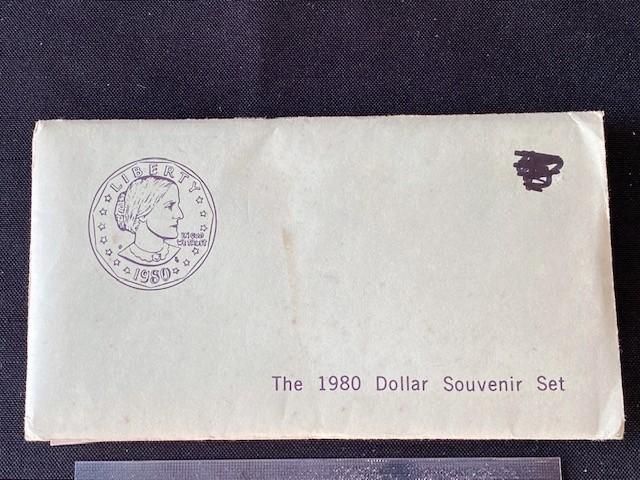 LIBERTY
IN GOD
WE TRUST
1980
The 1980 Dollar Souvenir Set